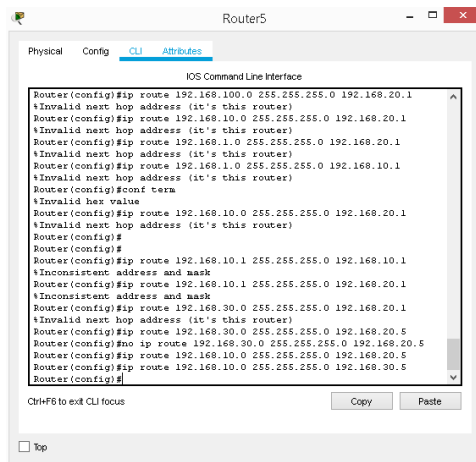 Router5
Physical Config CLI Attributes
IOS Command Line Interface
Router(config)#ip route 192.168.100.0 255.255.255.0 192.168.20.1
%Invalid next hop address (it's this router)
Router(config)#ip route 192.168.10.0 255.255.255.0 192.168.20.1
%Invalid next hop address (it's this router)
Router(config)#ip route 192.168.1.0 255.255.255.0 192.168.20.1
%Invalid next hop address (it's this router)
Router(config)#ip route 192.168.1.0 255.255.255.0 192.168.10.1
%Invalid next hop address (it's this router)
Router(config)#conf term
%Invalid hex value
Router(config)#ip route 192.168.10.0 255.255.255.0 192.168.20.1
%Invalid next hop address (it's this router)
Router(config)#
Router(config)#
Router(config)#ip route 192.168.10.1 255.255.255.0 192.168.10.1
%Inconsistent address and mask
Router(config)#ip route 192.168.10.1 255.255.255.0 192.168.20.1
%Inconsistent address and mask
Router(config)#ip route 192.168.30.0 255.255.255.0 192.168.20.1
%Invalid next hop address (it's this router)
Router(config)#ip route 192.168.30.0 255.255.255.0 192.168.20.5
Router(config)#no ip route 192.168.30.0 255.255.255.0 192.168.20.5
Router(config)#ip route 192.168.10.0 255.255.255.0 192.168.20.5
Router(config)#ip route 192.168.10.0 255.255.255.0 192.168.30.5
Router(config)#
Ctrl+F6 to exit CLI focus
Copy Paste
Top